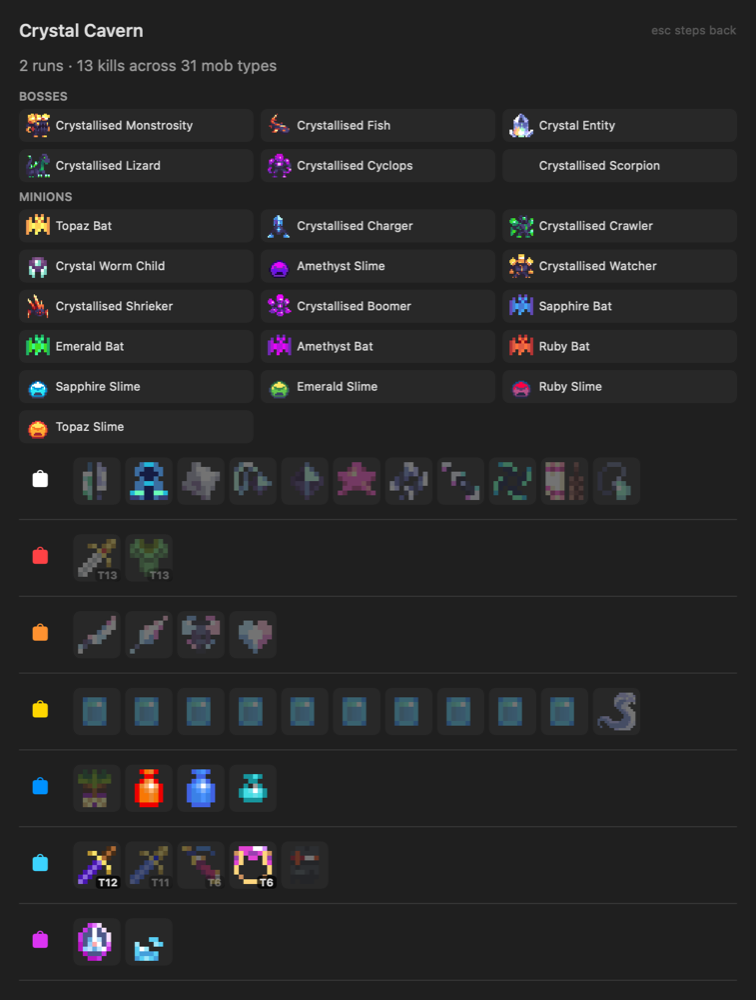 Crystal Cavern
esc steps back
2 runs · 13 kills across 31 mob types
BOSSES
Crystallised Monstrosity
Crystallised Fish
Crystal Entity
Crystallised Lizard
Crystallised Cyclops
Crystallised Scorpion
MINIONS
Topaz Bat
Crystallised Charger
Crystallised Crawler
Crystal Worm Child
Amethyst Slime
Crystallised Watcher
Crystallised Shrieker
Crystallised Boomer
Sapphire Bat
Emerald Bat
Amethyst Bat
Ruby Bat
Sapphire Slime
Emerald Slime
Ruby Slime
Topaz Slime
T13
T13
T12
T11
T6
T6